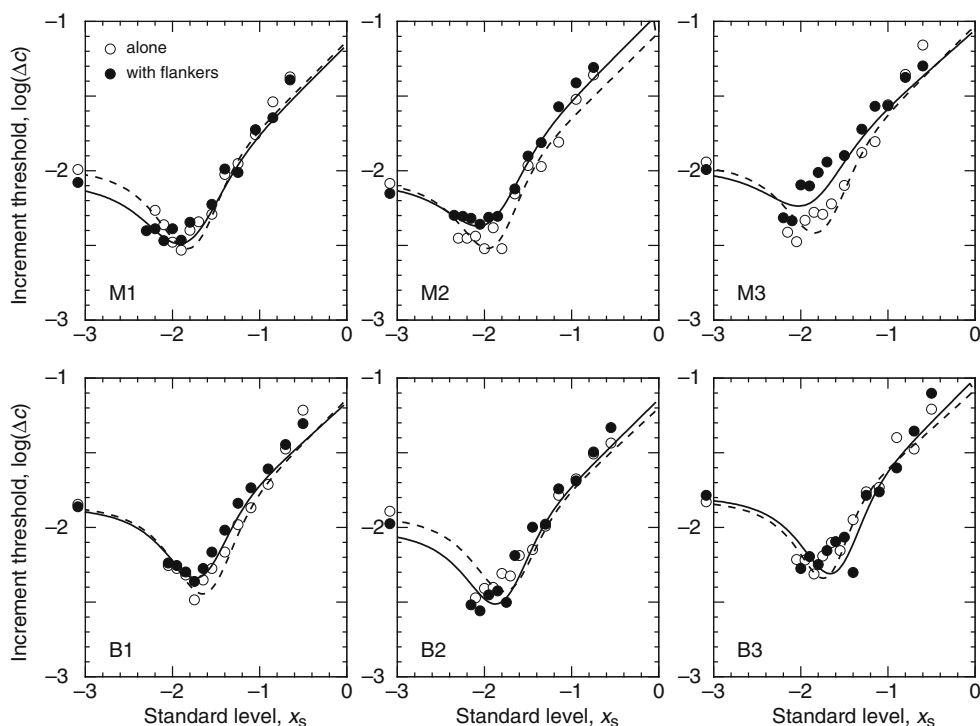 Increment threshold, log(Δc)
−1
−2
−3
alone
with flankers
M1
−3 −2 −1 0
−1
−2
−3
M2
−3 −2 −1 0
−1
−2
−3
M3
−3 −2 −1 0
Increment threshold, log(Δc)
−1
−2
−3
B1
−3 −2 −1 0
Standard level, xs
−1
−2
−3
B2
−3 −2 −1 0
Standard level, xs
−1
−2
−3
B3
−3 −2 −1 0
Standard level, xs